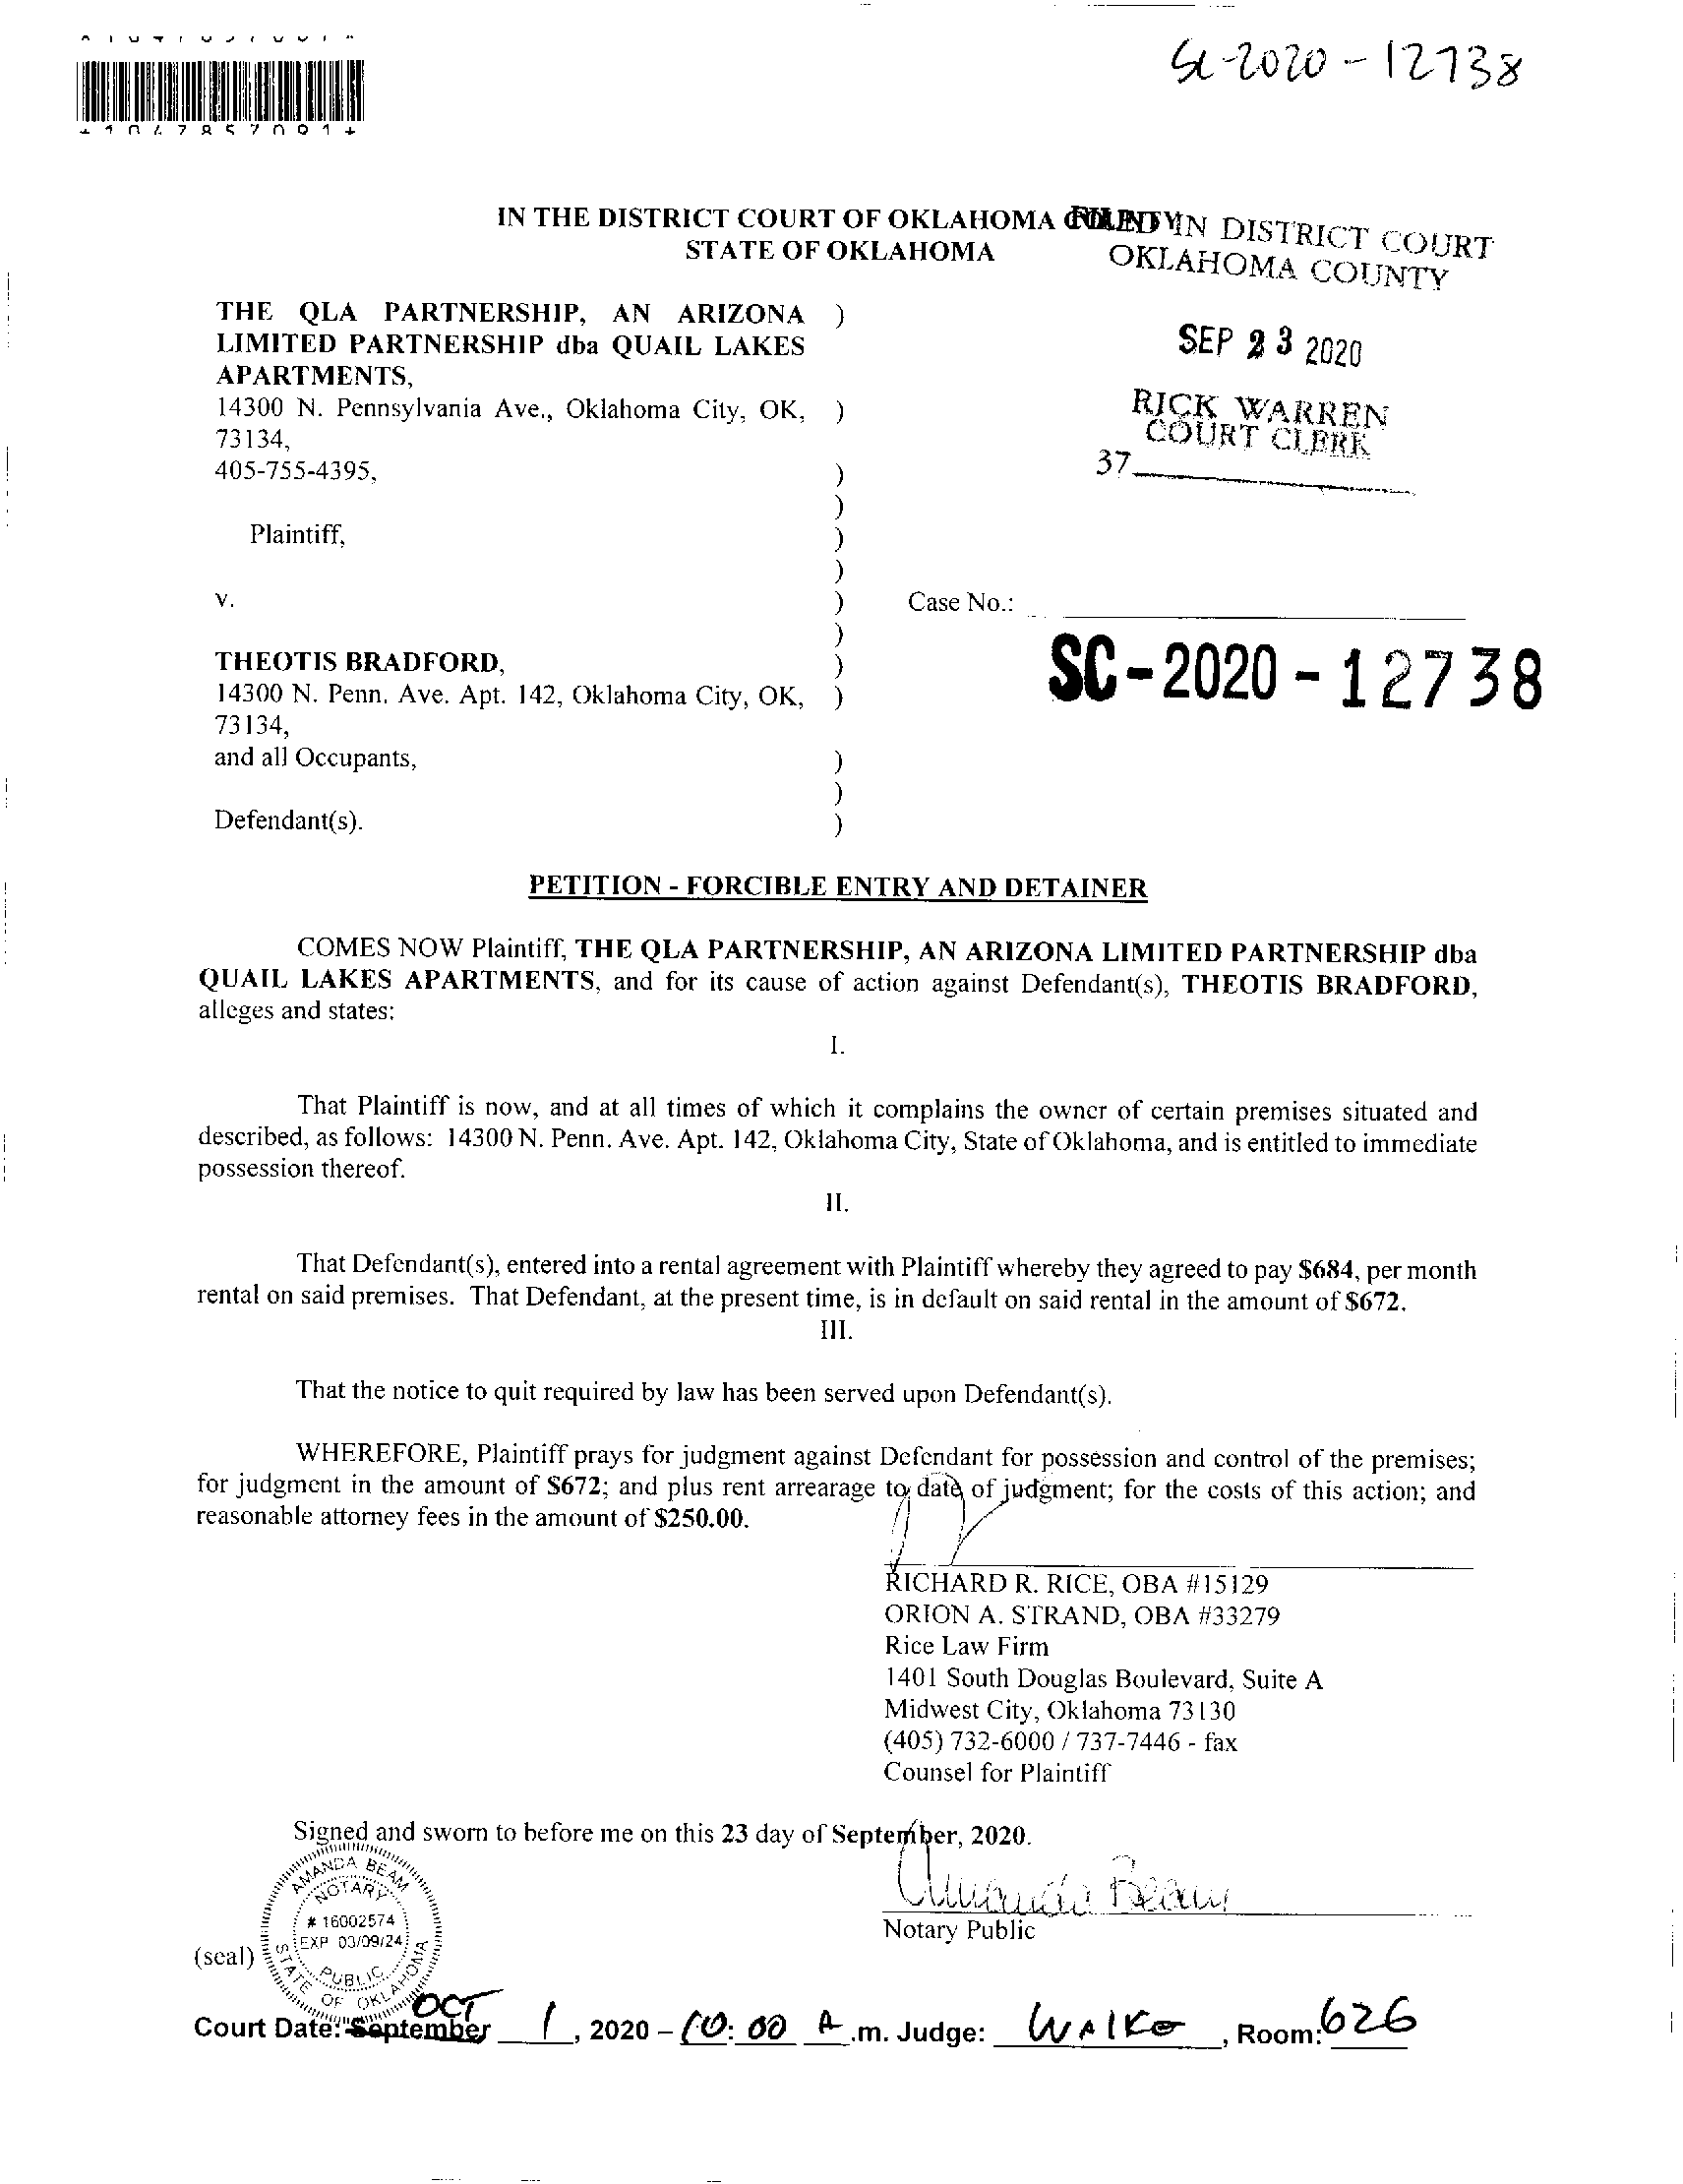 SC-2020-12738
*1047857091*
IN THE DISTRICT COURT OF OKLAHOMA COUNTY
STATE OF OKLAHOMA
FILED IN DISTRICT COURT
OKLAHOMA COUNTY
SEP 23 2020
RICK WARREN
COURT CLERK
37
THE QLA PARTNERSHIP, AN ARIZONA )
LIMITED PARTNERSHIP dba QUAIL LAKES
APARTMENTS,
14300 N. Pennsylvania Ave., Oklahoma City, OK, )
73134,
405-755-4395, )
)
Plaintiff, )
)
v. ) Case No.:
)
SC-2020-12738
THEOTIS BRADFORD, )
14300 N. Penn. Ave. Apt. 142, Oklahoma City, OK, )
73134,
and all Occupants, )
)
Defendant(s). )
PETITION - FORCIBLE ENTRY AND DETAINER
COMES NOW Plaintiff, THE QLA PARTNERSHIP, AN ARIZONA LIMITED PARTNERSHIP dba
QUAIL LAKES APARTMENTS, and for its cause of action against Defendant(s), THEOTIS BRADFORD,
alleges and states:
I.
That Plaintiff is now, and at all times of which it complains the owner of certain premises situated and
described, as follows: 14300 N. Penn. Ave. Apt. 142, Oklahoma City, State of Oklahoma, and is entitled to immediate
possession thereof.
II.
That Defendant(s), entered into a rental agreement with Plaintiff whereby they agreed to pay $684, per month
rental on said premises. That Defendant, at the present time, is in default on said rental in the amount of $672.
III.
That the notice to quit required by law has been served upon Defendant(s).
WHEREFORE, Plaintiff prays for judgment against Defendant for possession and control of the premises;
for judgment in the amount of $672; and plus rent arrearage to date of judgment; for the costs of this action; and
reasonable attorney fees in the amount of $250.00.
RICHARD R. RICE, OBA #15129
ORION A. STRAND, OBA #33279
Rice Law Firm
1401 South Douglas Boulevard, Suite A
Midwest City, Oklahoma 73130
(405) 732-6000 / 737-7446 - fax
Counsel for Plaintiff
Signed and sworn to before me on this 23 day of September, 2020.
Amanda Beam
Notary Public
(seal)
AMANDA BEAM
NOTARY
# 16002574
EXP 03/09/24
PUBLIC
STATE OF OKLAHOMA
OCT
Court Date: September 1, 2020 - 10:00 A.m. Judge: WALKO, Room: 626